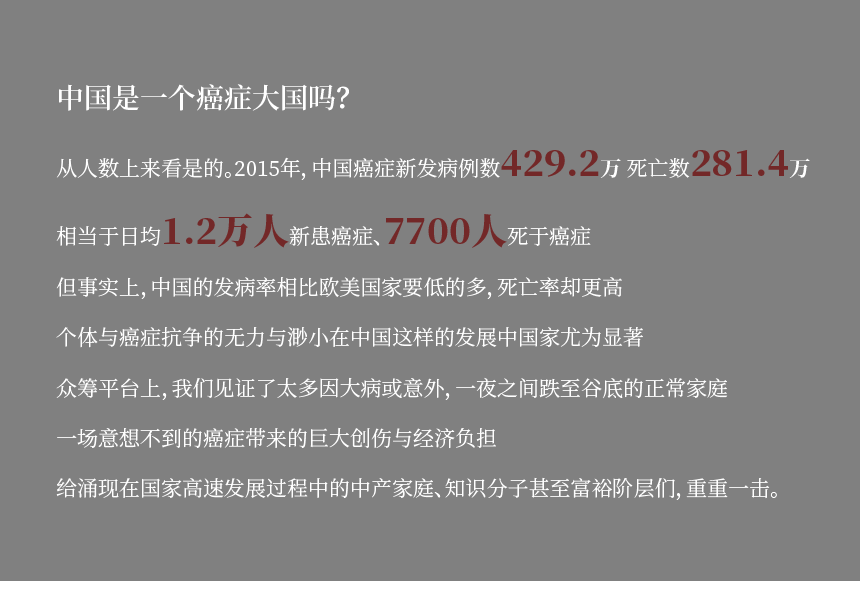 中国是一个癌症大国吗？
从人数上来看是的。2015年, 中国癌症新发病例数429.2万 死亡数281.4万
相当于日均1.2万人新患癌症、7700人死于癌症
但事实上, 中国的发病率相比欧美国家要低的多, 死亡率却更高
个体与癌症抗争的无力与渺小在中国这样的发展中国家尤为显著
众筹平台上, 我们见证了太多因大病或意外, 一夜之间跌至谷底的正常家庭
一场意想不到的癌症带来的巨大创伤与经济负担
给涌现在国家高速发展过程中的中产家庭、知识分子甚至富裕阶层们, 重重一击。